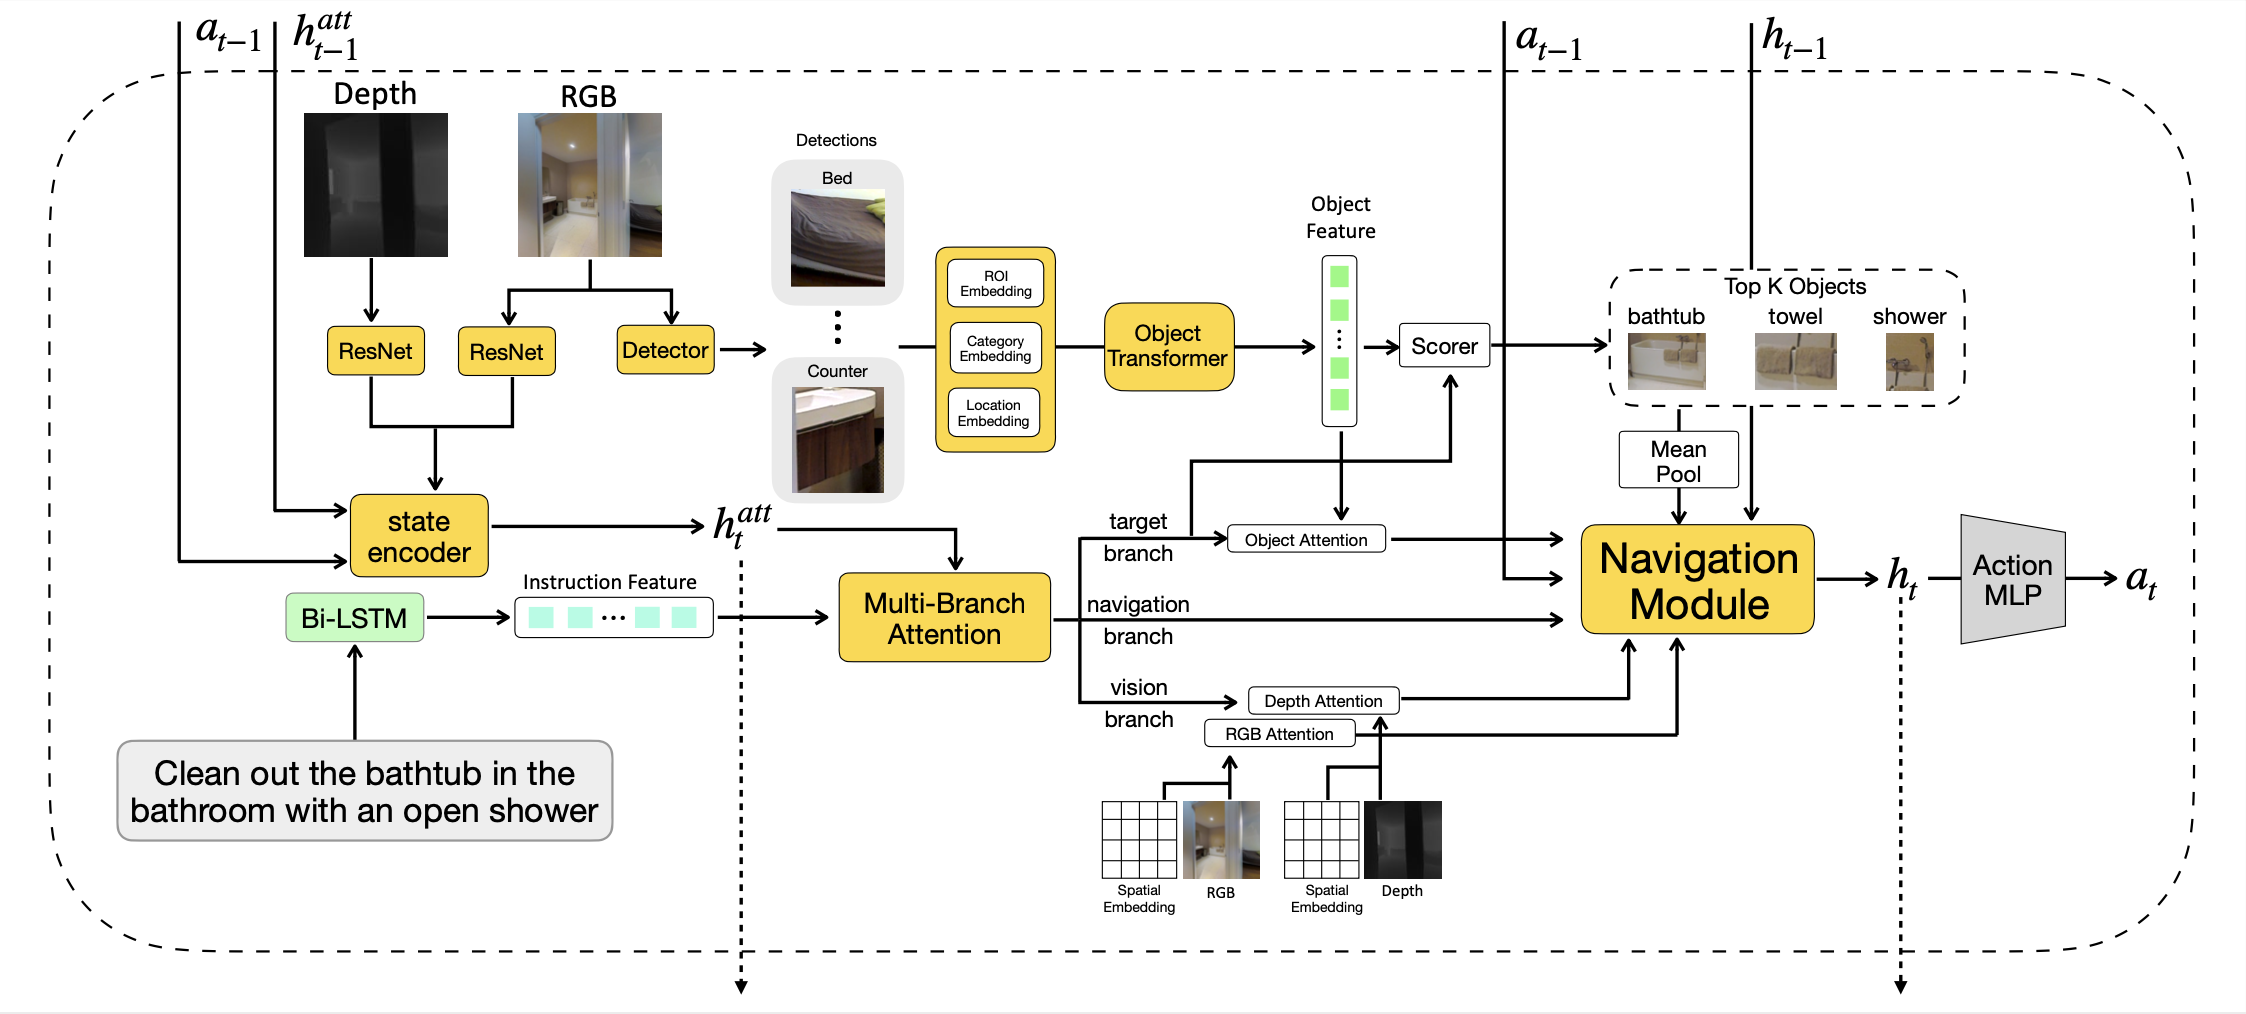 a_{t−1}
h_{t−1}^{att}
a_{t−1}
h_{t−1}
Depth
RGB
Detections
Bed
Counter
ResNet
ResNet
Detector
ROI
Embedding
Category
Embedding
Location
Embedding
Object
Transformer
Object
Feature
Scorer
Top K Objects
bathtub
towel
shower
Mean
Pool
state
encoder
h_t^{att}
Bi-LSTM
Instruction Feature
Multi-Branch
Attention
target
branch
Object Attention
navigation
branch
vision
branch
Depth Attention
RGB Attention
Spatial
Embedding
RGB
Spatial
Embedding
Depth
Navigation
Module
h_t
Action
MLP
a_t
Clean out the bathtub in the
bathroom with an open shower